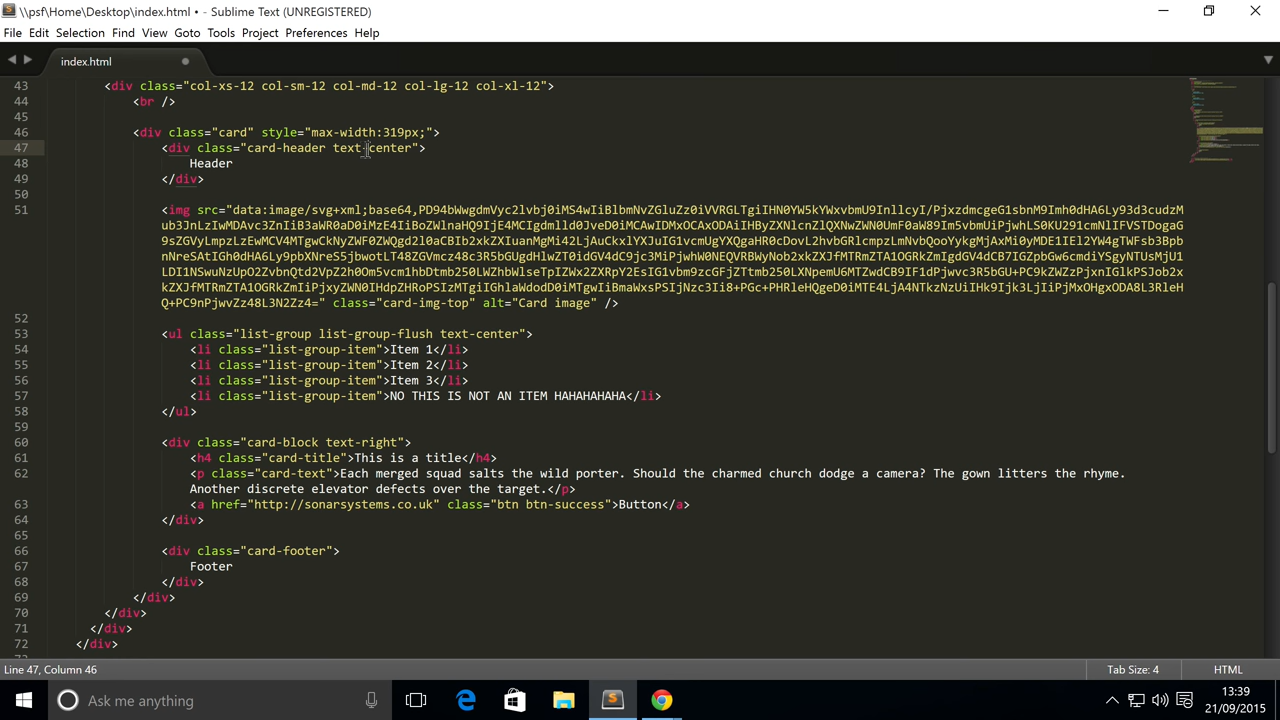 \\psf\Home\Desktop\index.html • - Sublime Text (UNREGISTERED)
File Edit Selection Find View Goto Tools Project Preferences Help
index.html
43 <div class="col-xs-12 col-sm-12 col-md-12 col-lg-12 col-xl-12">
44 <br />
45
46 <div class="card" style="max-width:319px;">
47 <div class="card-header text-center">
48 Header
49 </div>
50
51 <img src="data:image/svg+xml;base64,
" class="card-img-top" alt="Card image" />
52
53 <ul class="list-group list-group-flush text-center">
54 <li class="list-group-item">Item 1</li>
55 <li class="list-group-item">Item 2</li>
56 <li class="list-group-item">Item 3</li>
57 <li class="list-group-item">NO THIS IS NOT AN ITEM HAHAHAHAHA</li>
58 </ul>
59
60 <div class="card-block text-right">
61 <h4 class="card-title">This is a title</h4>
62 <p class="card-text">Each merged squad salts the wild porter. Should the charmed church dodge a camera? The gown litters the rhyme.
Another discrete elevator defects over the target.</p>
63 <a href="http://sonarsystems.co.uk" class="btn btn-success">Button</a>
64 </div>
65
66 <div class="card-footer">
67 Footer
68 </div>
69 </div>
70 </div>
71 </div>
72 </div>
Line 47, Column 46 Tab Size: 4 HTML
Ask me anything
13:39
21/09/2015